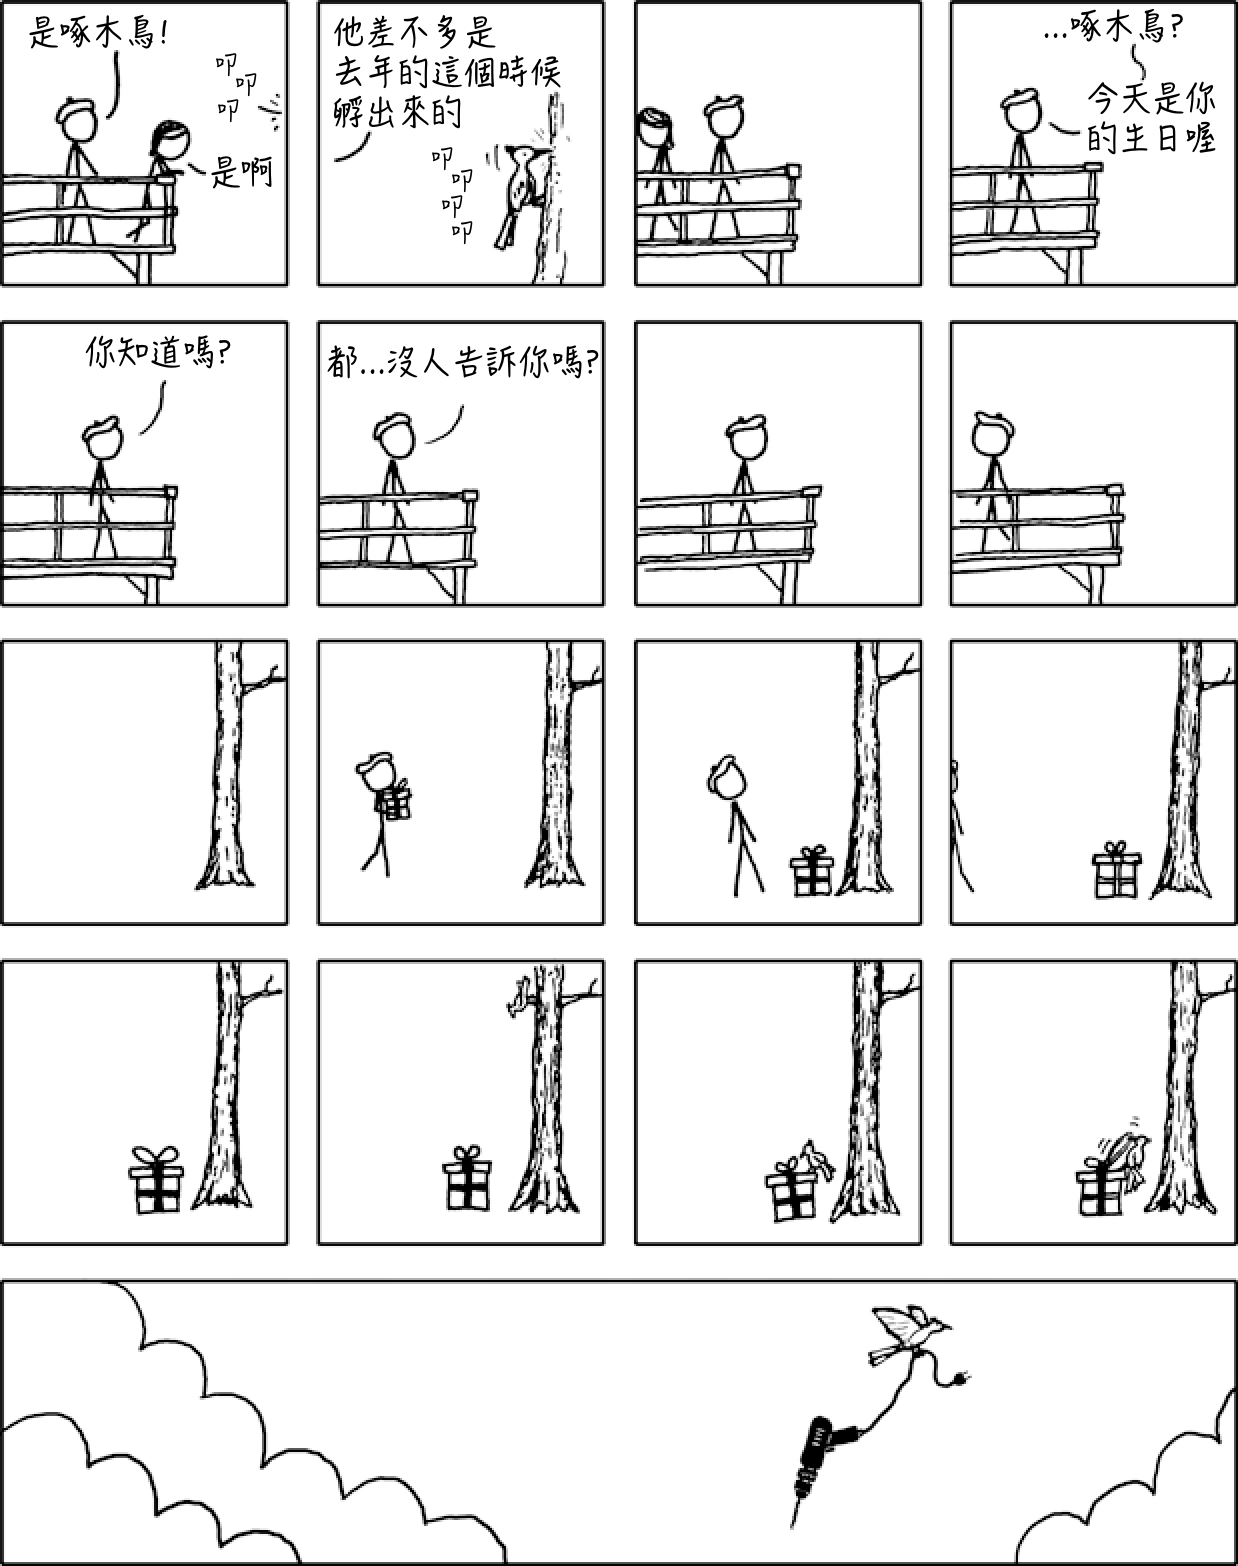 是啄木鳥!
叩
叩
叩
是啊
他差不多是
去年的這個時候
孵出來的
叩
叩
叩
叩
...啄木鳥?
今天是你
的生日喔
你知道嗎?
都...沒人告訴你嗎?